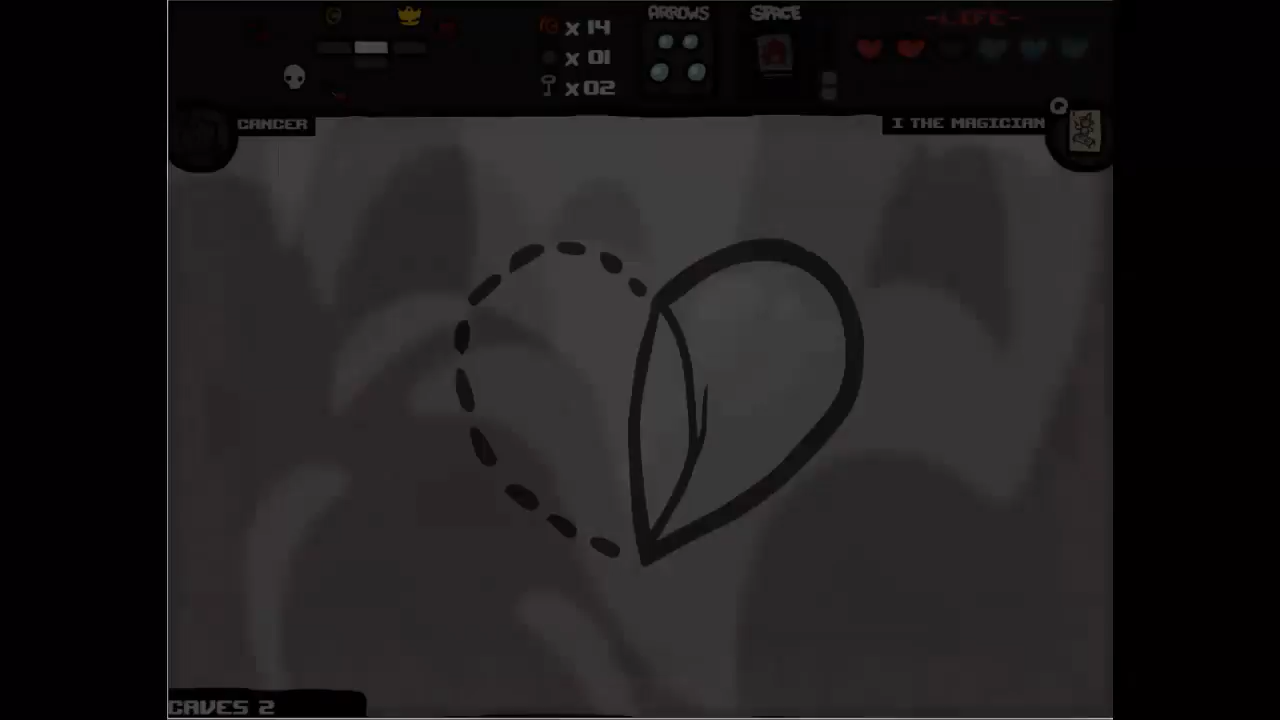 ARROWS
SPACE
-LIFE-
x 14
x 01
x 02
CANCER
I THE MAGICIAN
CAVES 2